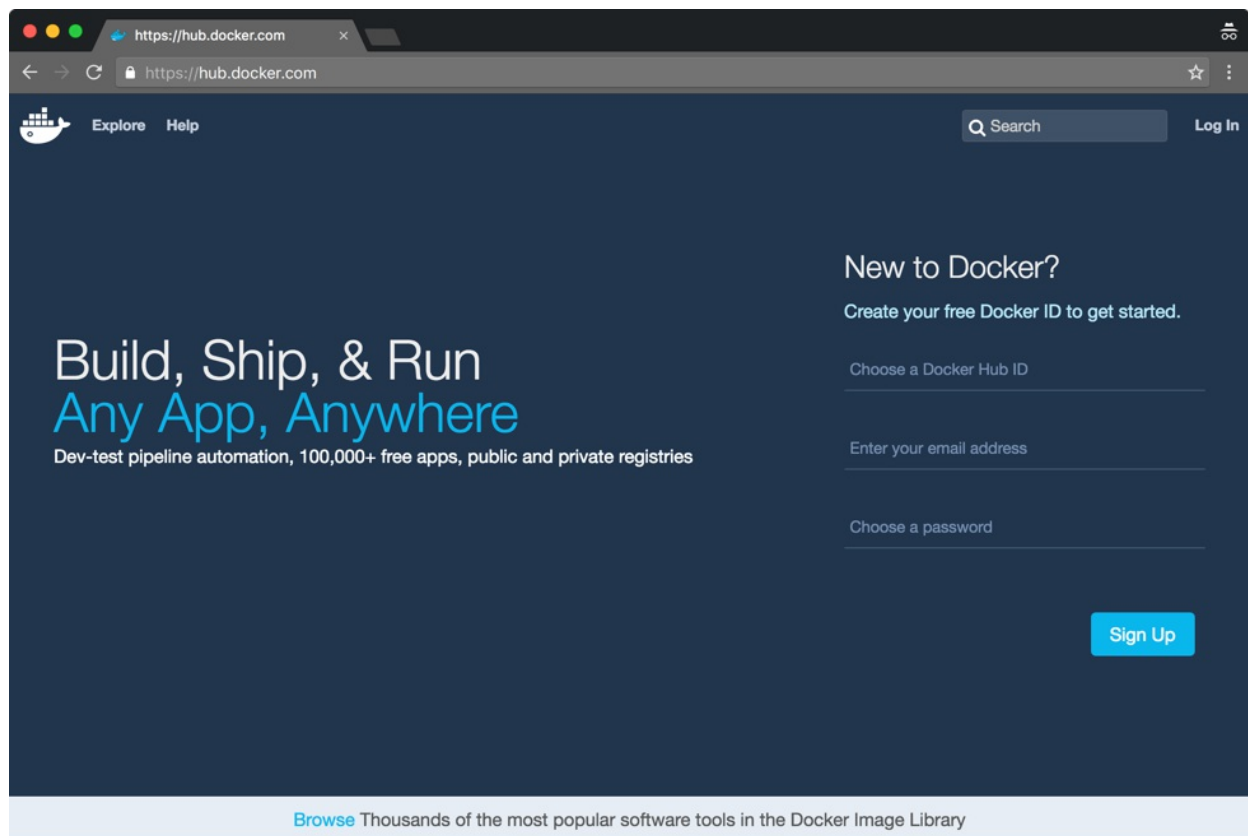 https://hub.docker.com
https://hub.docker.com
Explore Help Search Log In
New to Docker?
Create your free Docker ID to get started.
Choose a Docker Hub ID
Enter your email address
Choose a password
Sign Up
Build, Ship, & Run
Any App, Anywhere
Dev-test pipeline automation, 100,000+ free apps, public and private registries
Browse Thousands of the most popular software tools in the Docker Image Library